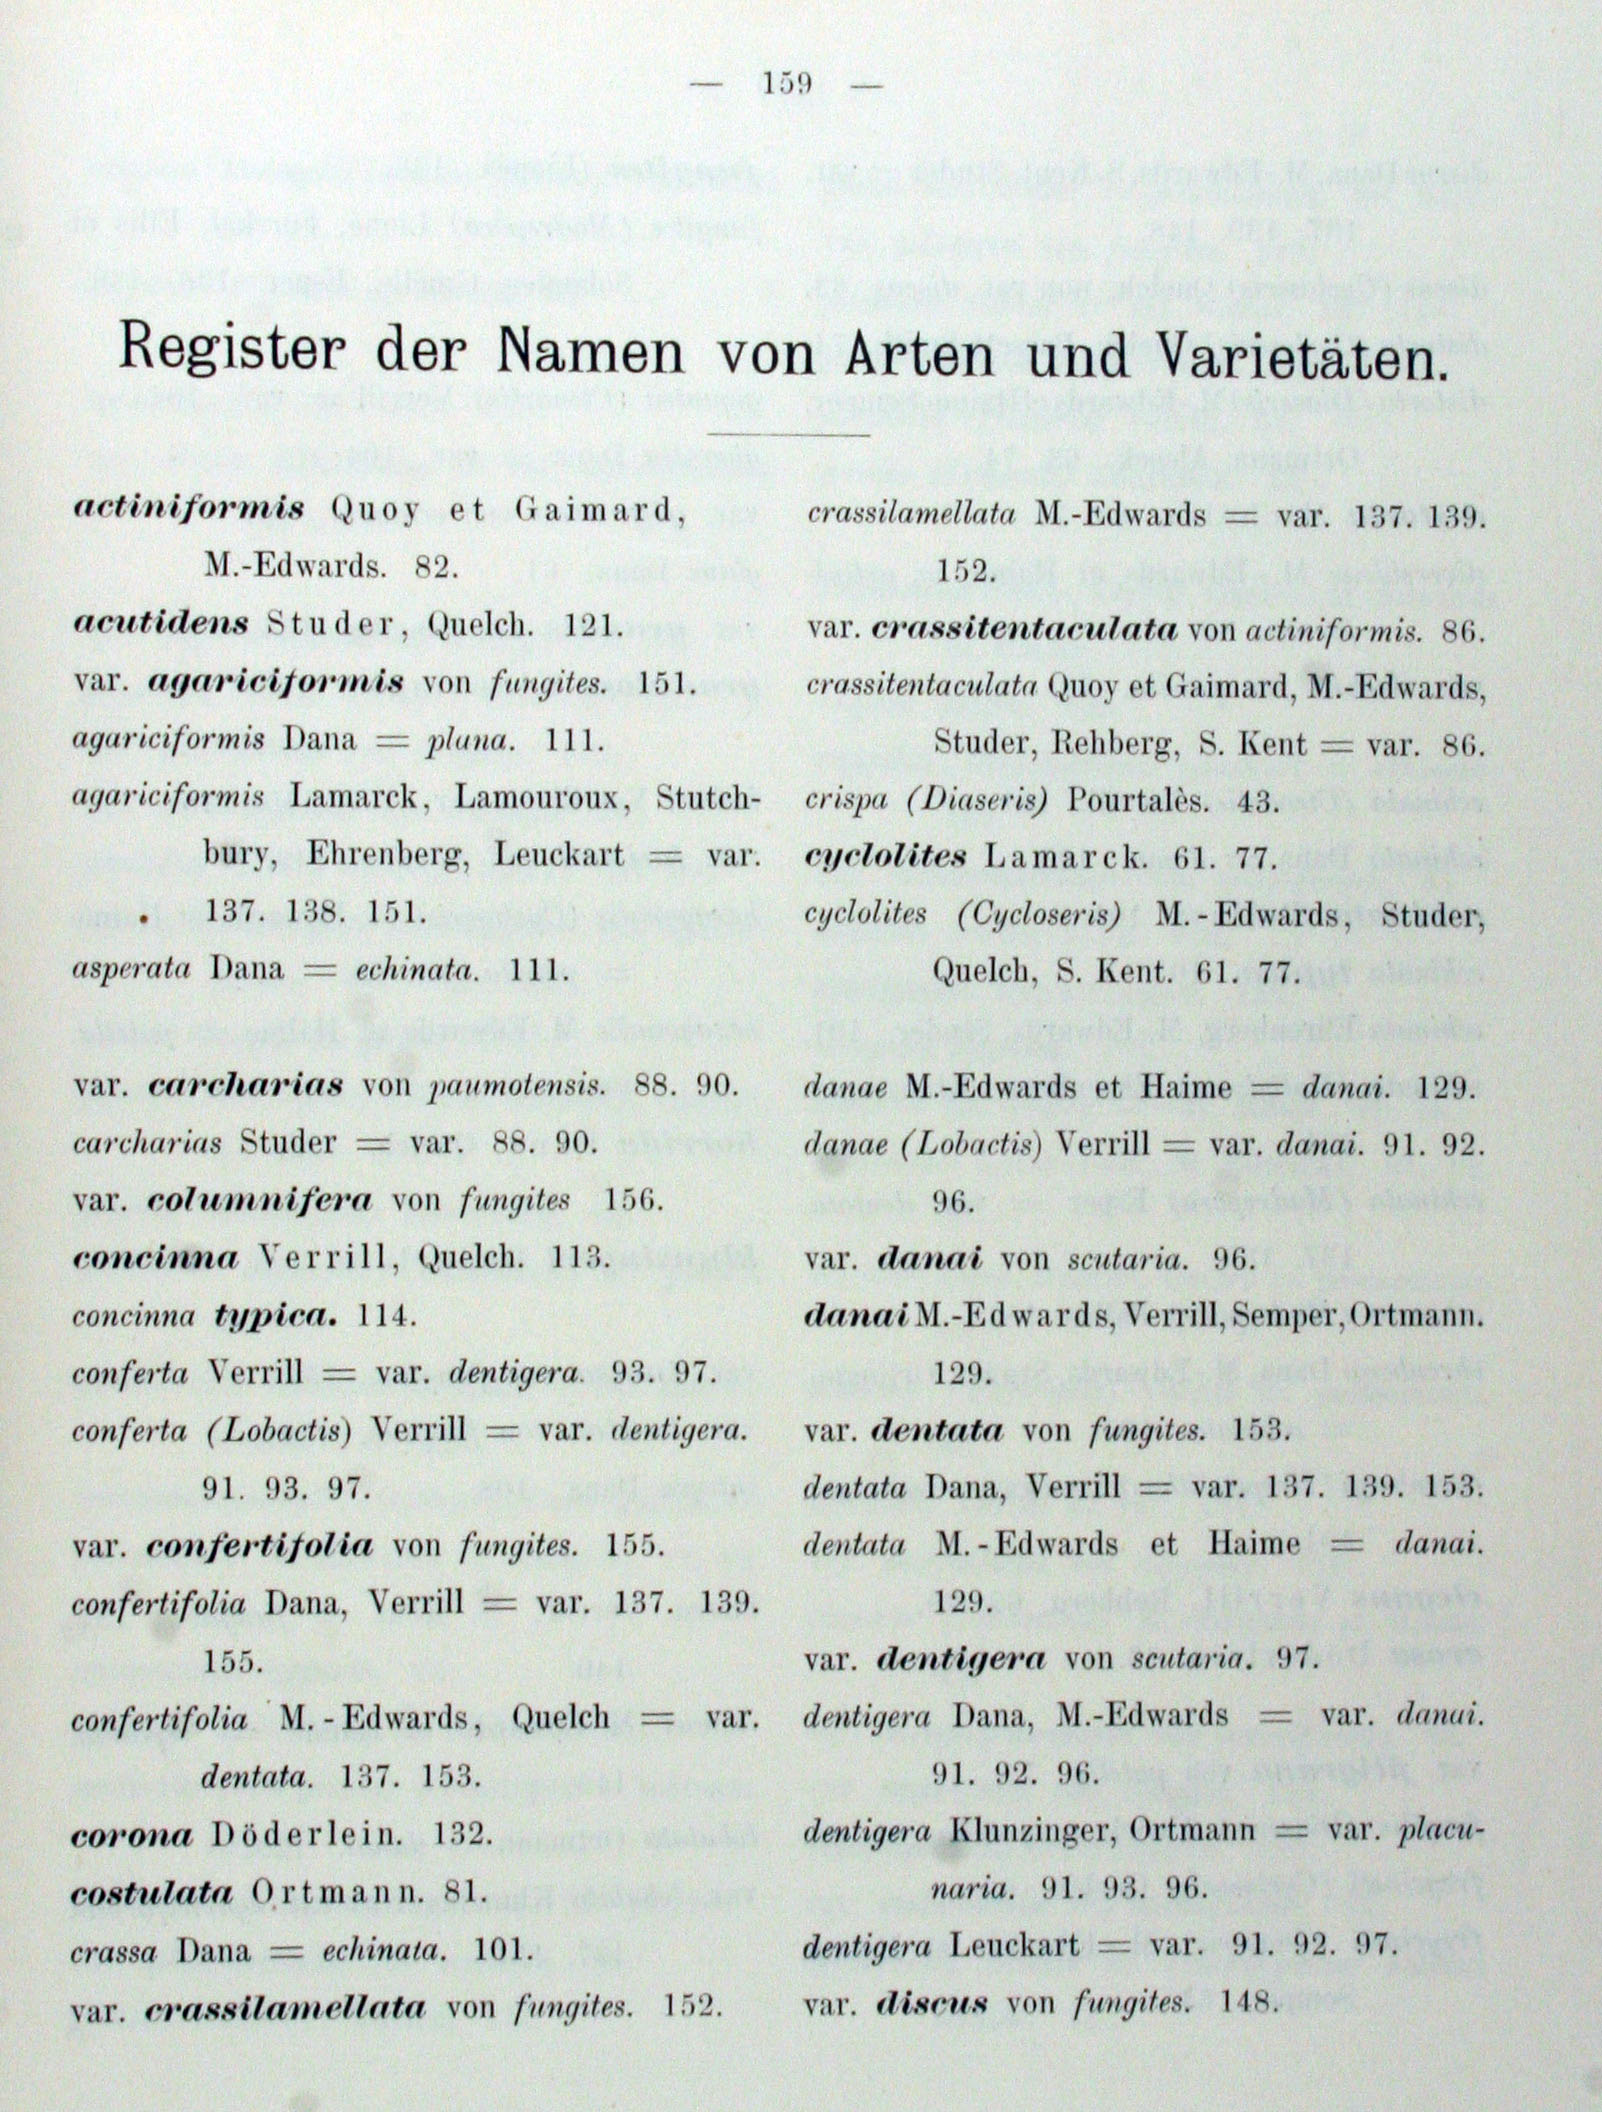 — 159 —
Register der Namen von Arten und Varietäten.
actiniformis Quoy et Gaimard,
M.-Edwards. 82.
acutidens Studer, Quelch. 121.
var. agariciformis von fungites. 151.
agariciformis Dana = plana. 111.
agariciformis Lamarck, Lamouroux, Stutch-
bury, Ehrenberg, Leuckart = var.
137. 138. 151.
asperata Dana = echinata. 111.
var. carcharias von paumotensis. 88. 90.
carcharias Studer = var. 88. 90.
var. columnifera von fungites 156.
concinna Verrill, Quelch. 113.
concinna typica. 114.
conferta Verrill = var. dentigera. 93. 97.
conferta (Lobactis) Verrill = var. dentigera.
91. 93. 97.
var. confertifolia von fungites. 155.
confertifolia Dana, Verrill = var. 137. 139.
155.
confertifolia M.-Edwards, Quelch = var.
dentata. 137. 153.
corona Döderlein. 132.
costulata Ortmann. 81.
crassa Dana = echinata. 101.
var. crassilamellata von fungites. 152.
crassilamellata M.-Edwards = var. 137. 139.
152.
var. crassitentaculata von actiniformis. 86.
crassitentaculata Quoy et Gaimard, M.-Edwards,
Studer, Rehberg, S. Kent = var. 86.
crispa (Diaseris) Pourtalès. 43.
cyclolites Lamarck. 61. 77.
cyclolites (Cycloseris) M.-Edwards, Studer,
Quelch, S. Kent. 61. 77.
danae M.-Edwards et Haime = danai. 129.
danae (Lobactis) Verrill = var. danai. 91. 92.
96.
var. danai von scutaria. 96.
danai M.-Edwards, Verrill, Semper, Ortmann.
129.
var. dentata von fungites. 153.
dentata Dana, Verrill = var. 137. 139. 153.
dentata M.-Edwards et Haime = danai.
129.
var. dentigera von scutaria. 97.
dentigera Dana, M.-Edwards = var. danai.
91. 92. 96.
dentigera Klunzinger, Ortmann = var. placu-
naria. 91. 93. 96.
dentigera Leuckart = var. 91. 92. 97.
var. discus von fungites. 148.